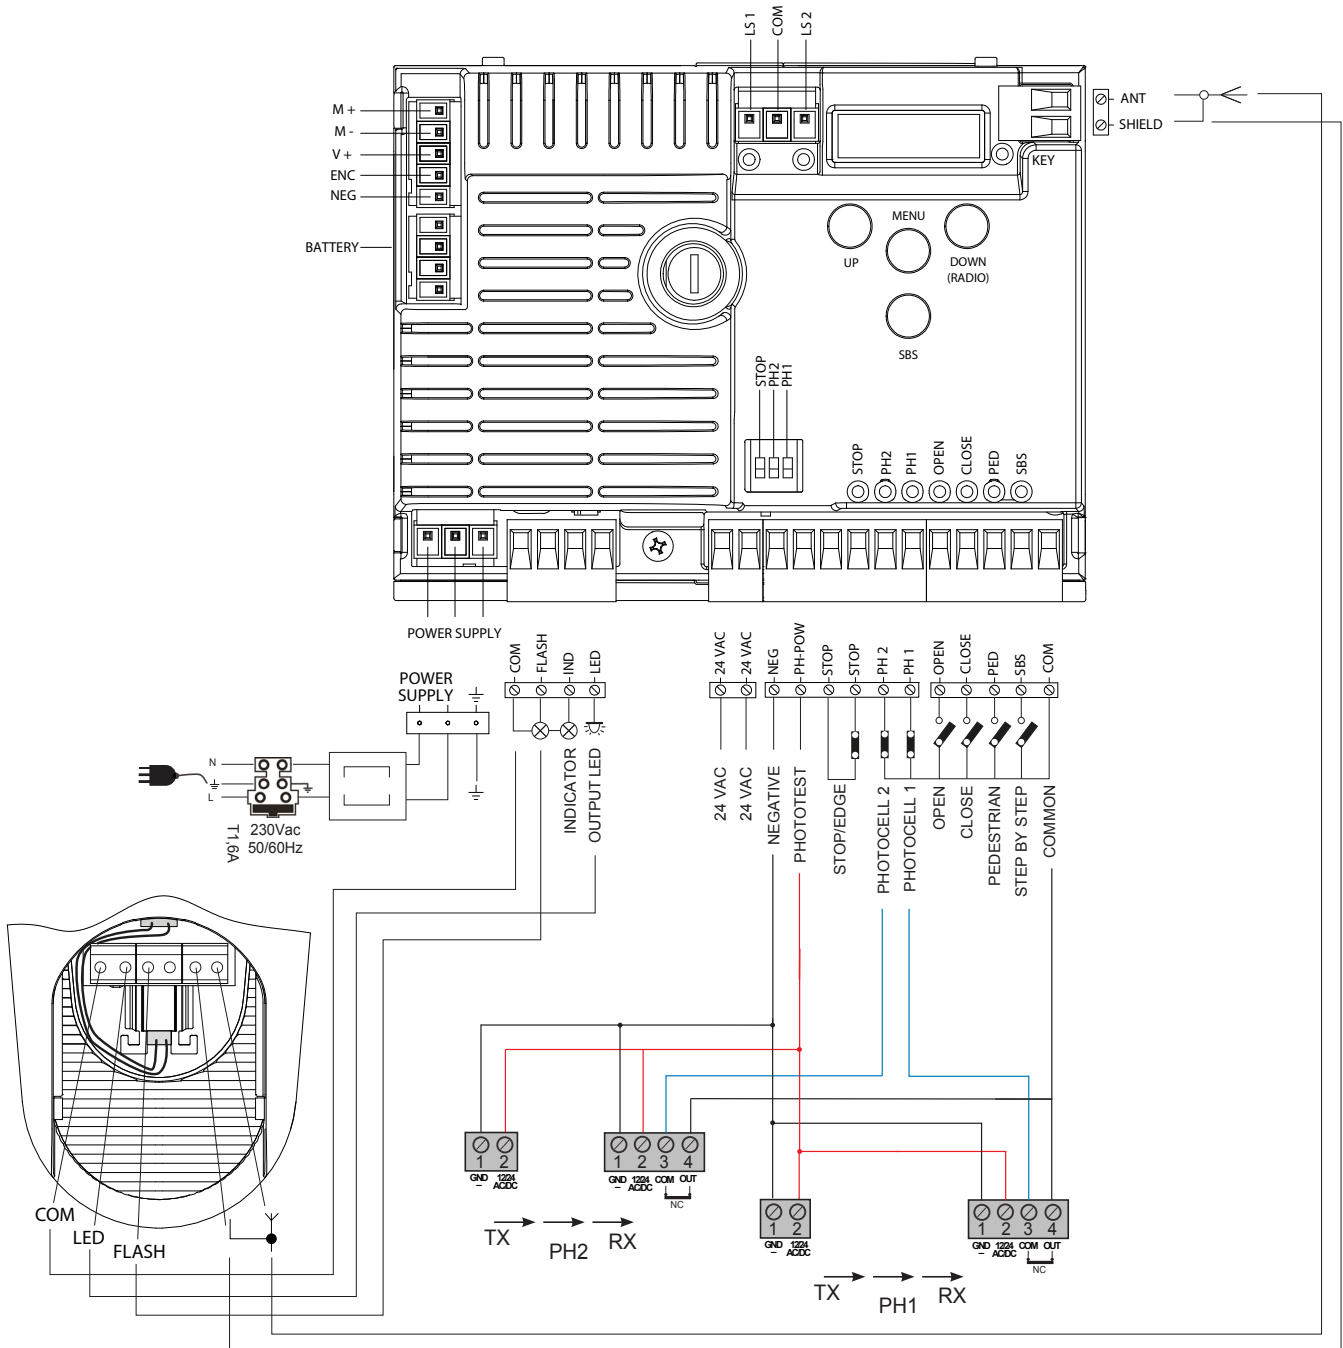 LS 1
COM
LS 2
M +
M -
V +
ENC
NEG
BATTERY
ANT
SHIELD
KEY
MENU
UP
DOWN
(RADIO)
SBS
STOP
PH2
PH1
STOP
PH2
PH1
OPEN
CLOSE
PED
SBS
POWER SUPPLY
COM
FLASH
IND
LED
24 VAC
24 VAC
NEG
PH-POW
STOP
STOP
PH 2
PH 1
OPEN
CLOSE
PED
SBS
COM
POWER
SUPPLY
N
L
T1,6A
230Vac
50/60Hz
INDICATOR
OUTPUT LED
24 VAC
24 VAC
NEGATIVE
PHOTOTEST
STOP/EDGE
PHOTOCELL 2
PHOTOCELL 1
OPEN
CLOSE
PEDESTRIAN
STEP BY STEP
COMMON
1 2
GND 12/24
– AC/DC
1 2 3 4
GND 12/24 COM OUT
– AC/DC
NC
TX PH2 RX
1 2
GND 12/24
– AC/DC
1 2 3 4
GND 12/24 COM OUT
– AC/DC
NC
TX PH1 RX
COM
LED
FLASH